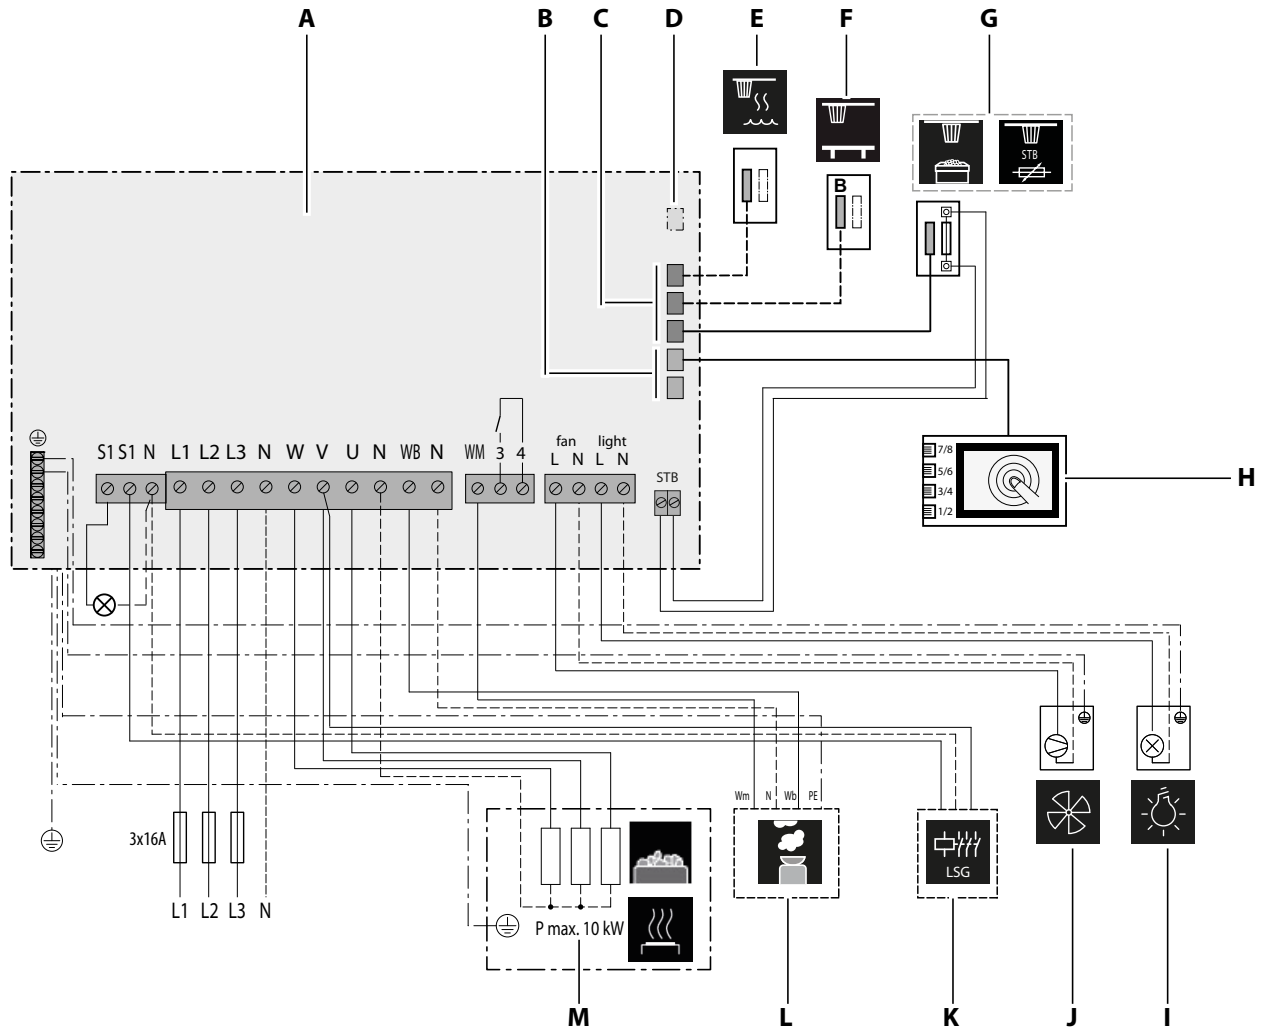 A B C D E F G
STB
B
7/8
5/6
3/4
1/2
H
fan light
S1 S1 N L1 L2 L3 N W V U N WB N WM 3 4 L N L N
STB
3x16A
L1 L2 L3 N
Wm N Wb PE
LSG
P max. 10 kW
M L K J I